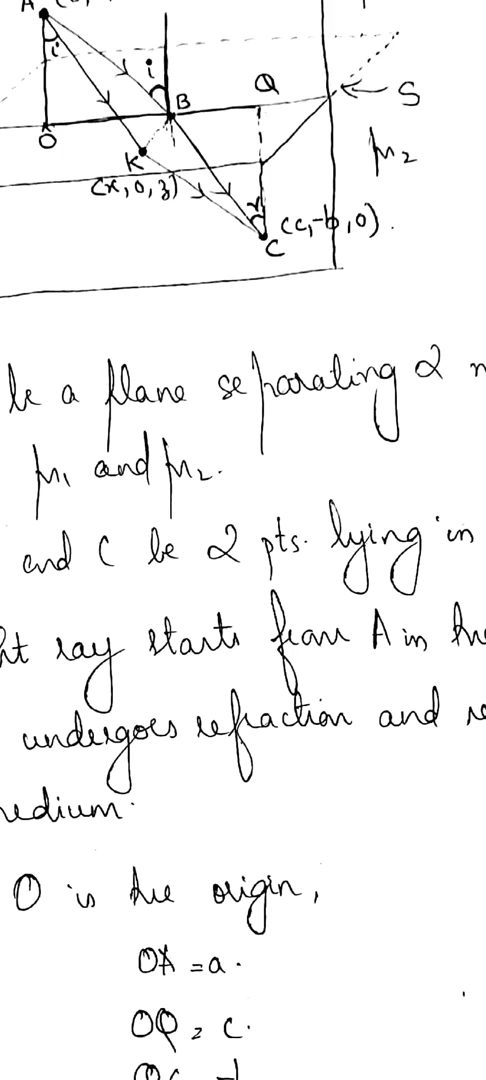 A
i
i
B
Q
O
K
(x, 0, z)
← S
μ₂
r
C (c, -b, 0).
be a plane separating 2
μ₁ and μ₂.
and C be 2 pts. lying in
ray starts from A in the
undergoes refraction and
O is the origin,
OA = a.
OQ = c.